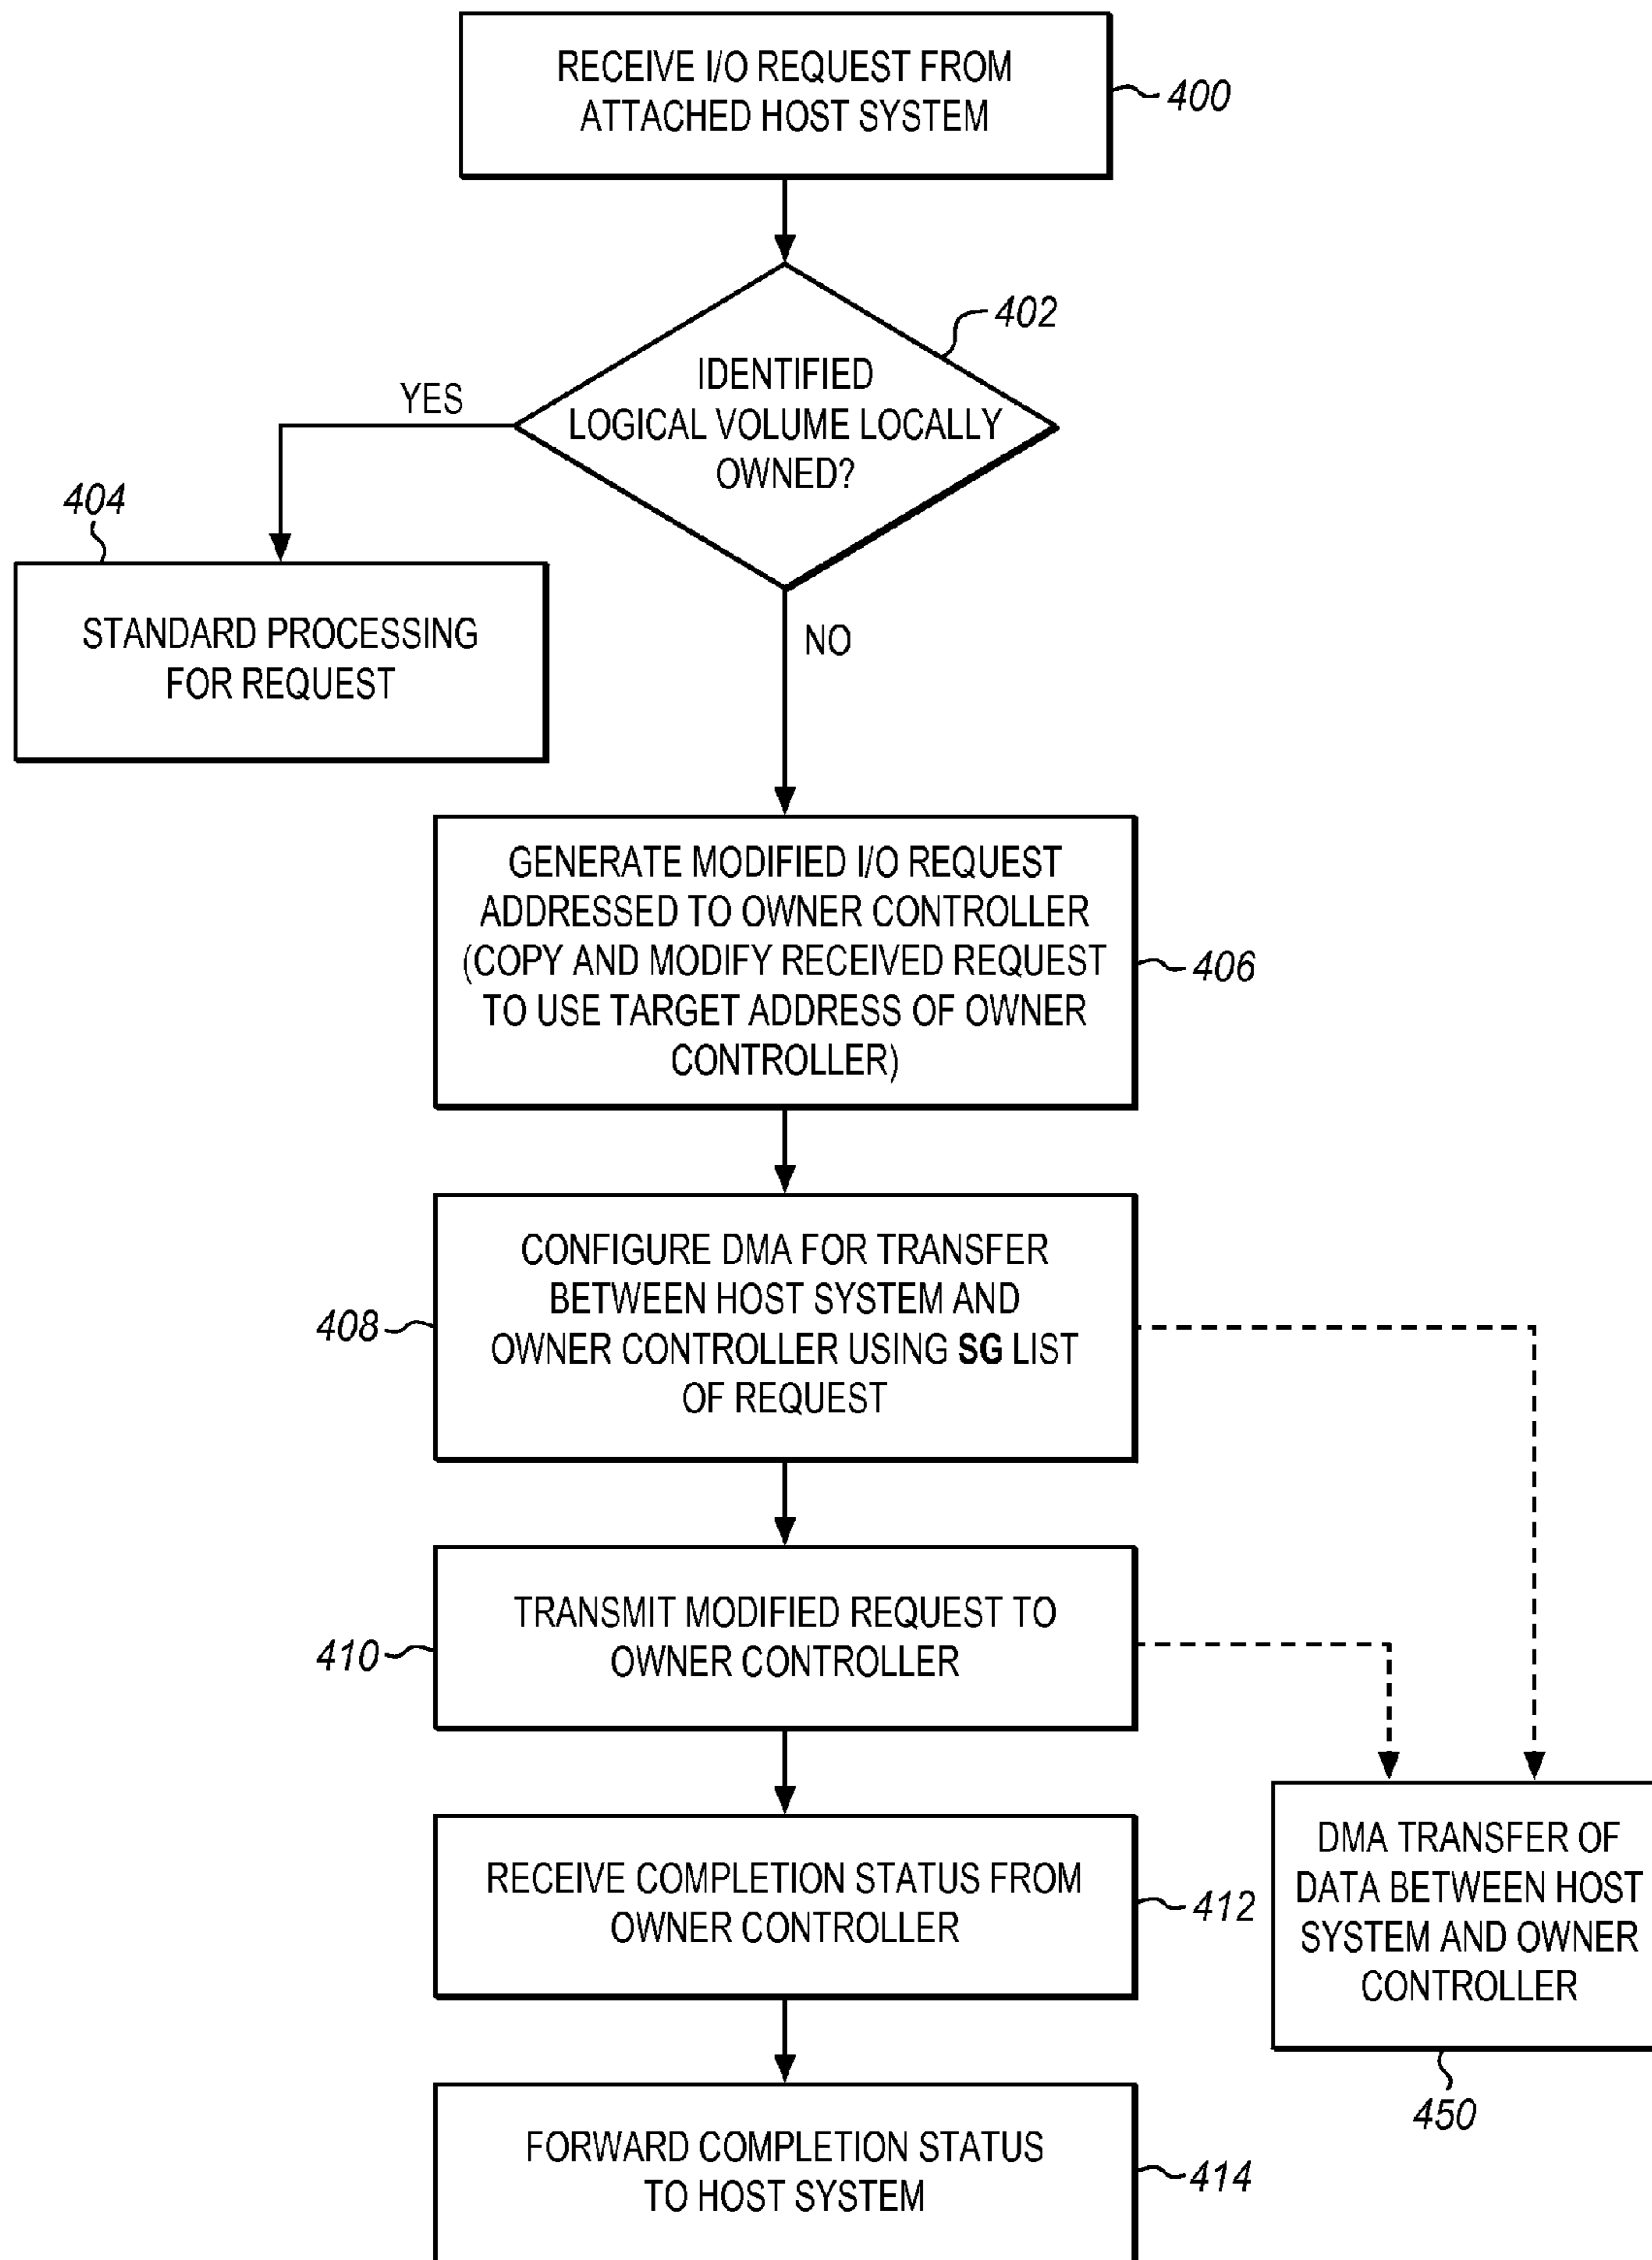 RECEIVE I/O REQUEST FROM
ATTACHED HOST SYSTEM
400
402
IDENTIFIED
LOGICAL VOLUME LOCALLY
OWNED?
YES
404
STANDARD PROCESSING
FOR REQUEST
NO
GENERATE MODIFIED I/O REQUEST
ADDRESSED TO OWNER CONTROLLER
(COPY AND MODIFY RECEIVED REQUEST
TO USE TARGET ADDRESS OF OWNER
CONTROLLER)
406
CONFIGURE DMA FOR TRANSFER
BETWEEN HOST SYSTEM AND
OWNER CONTROLLER USING SG LIST
OF REQUEST
408
TRANSMIT MODIFIED REQUEST TO
OWNER CONTROLLER
410
RECEIVE COMPLETION STATUS FROM
OWNER CONTROLLER
412
DMA TRANSFER OF
DATA BETWEEN HOST
SYSTEM AND OWNER
CONTROLLER
450
FORWARD COMPLETION STATUS
TO HOST SYSTEM
414